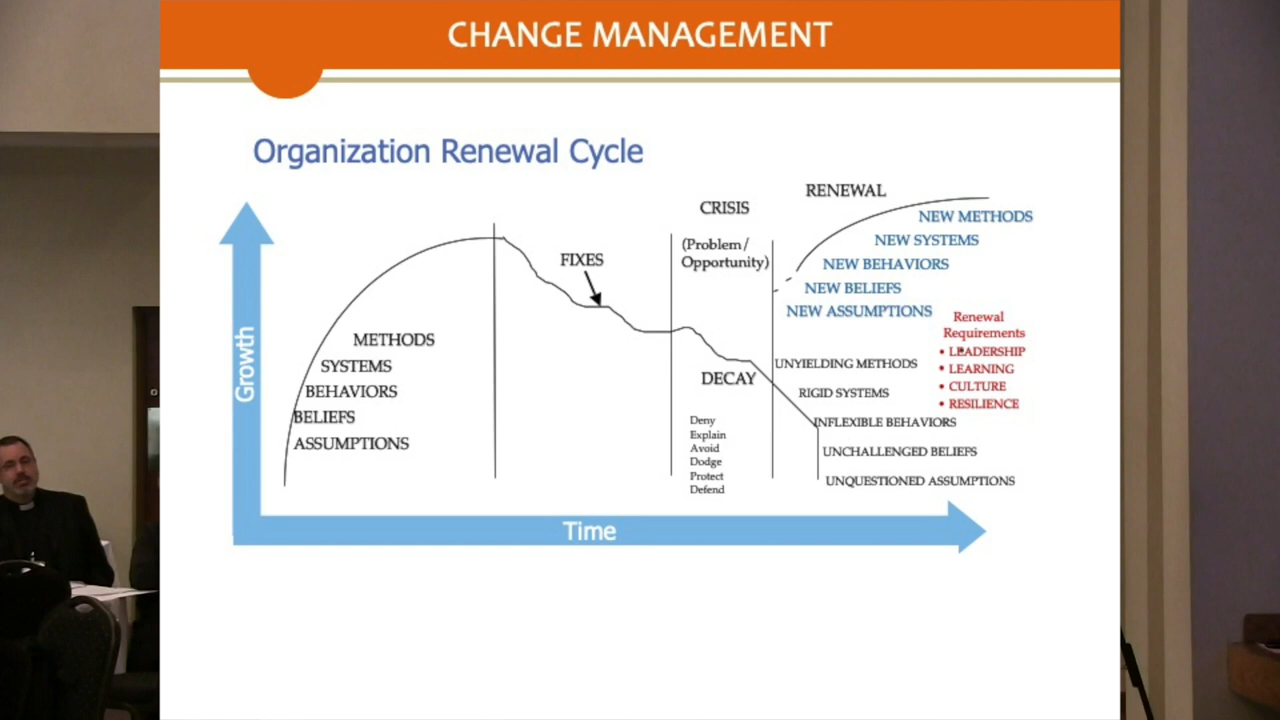 CHANGE MANAGEMENT
Organization Renewal Cycle
Growth
METHODS
SYSTEMS
BEHAVIORS
BELIEFS
ASSUMPTIONS
FIXES
CRISIS
(Problem/
Opportunity)
DECAY
Deny
Explain
Avoid
Dodge
Protect
Defend
RENEWAL
NEW METHODS
NEW SYSTEMS
NEW BEHAVIORS
NEW BELIEFS
NEW ASSUMPTIONS
Renewal
Requirements
• LEADERSHIP
• LEARNING
• CULTURE
• RESILIENCE
UNYIELDING METHODS
RIGID SYSTEMS
INFLEXIBLE BEHAVIORS
UNCHALLENGED BELIEFS
UNQUESTIONED ASSUMPTIONS
Time